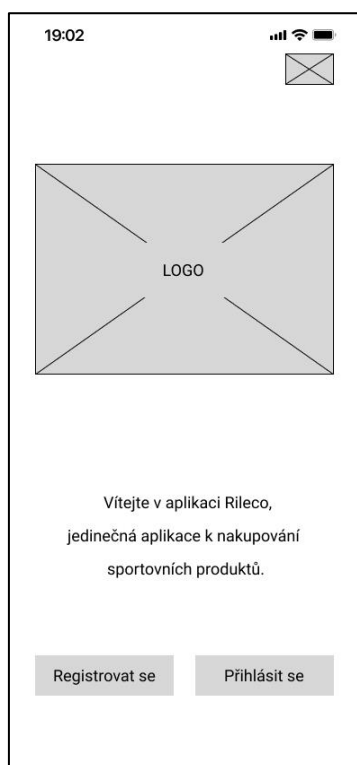 19:02
LOGO
Vítejte v aplikaci Rileco,
jedinečná aplikace k nakupování
sportovních produktů.
Registrovat se
Přihlásit se